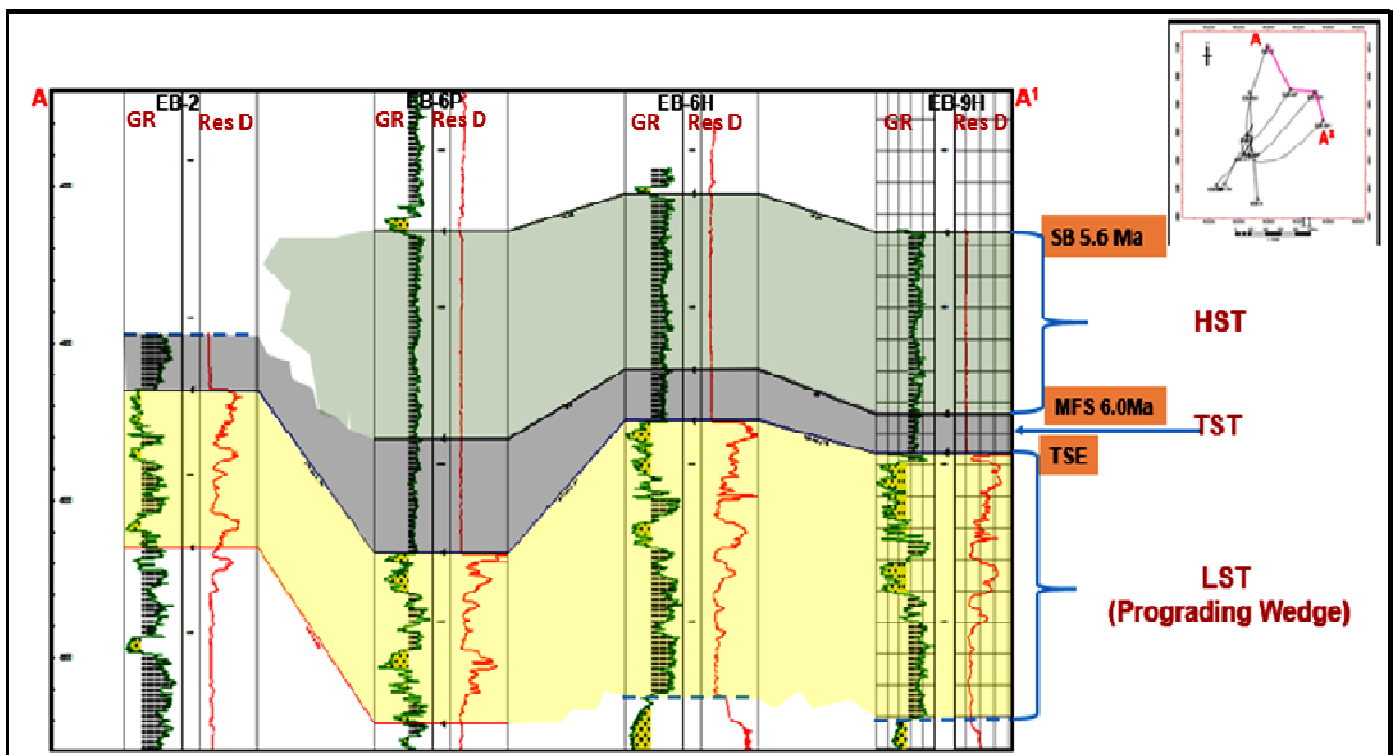 A
EB-2
EB-6P
EB-6H
EB-9H
A¹
GR
Res D
GR
Res D
GR
Res D
GR
Res D
A
A¹
SB 5.6 Ma
HST
MFS 6.0Ma
TST
TSE
LST
(Prograding Wedge)